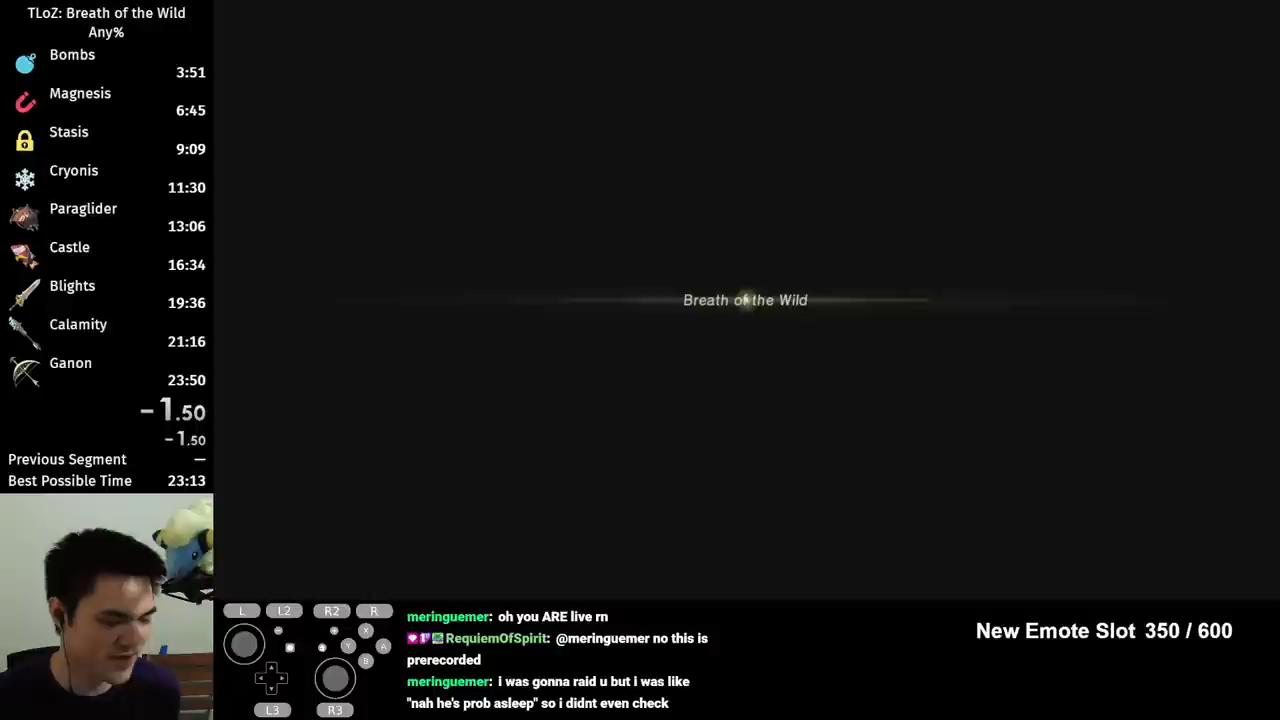 TLoZ: Breath of the Wild
Any%
Bombs
3:51
Magnesis
6:45
Stasis
9:09
Cryonis
11:30
Paraglider
13:06
Castle
16:34
Blights
19:36
Calamity
21:16
Ganon
23:50
-1.50
-1.50
Previous Segment —
Best Possible Time 23:13
Breath of the Wild
L L2 R2 R
X
Y A
B
L3 R3
meringuemer: oh you ARE live rn
RequiemOfSpirit: @meringuemer no this is
prerecorded
meringuemer: i was gonna raid u but i was like
"nah he's prob asleep" so i didnt even check
New Emote Slot 350 / 600